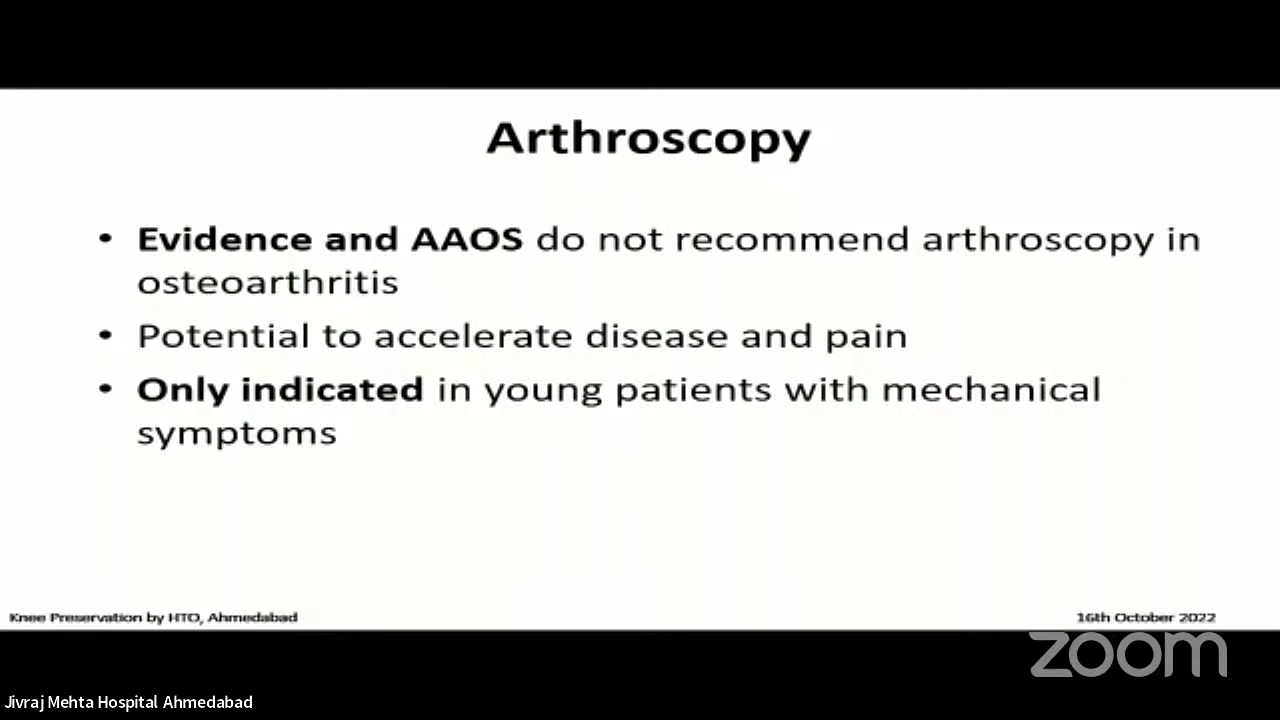 Arthroscopy
• Evidence and AAOS do not recommend arthroscopy in
osteoarthritis
• Potential to accelerate disease and pain
• Only indicated in young patients with mechanical
symptoms
Knee Preservation by HTO, Ahmedabad
16th October 2022
zoom
Jivraj Mehta Hospital Ahmedabad